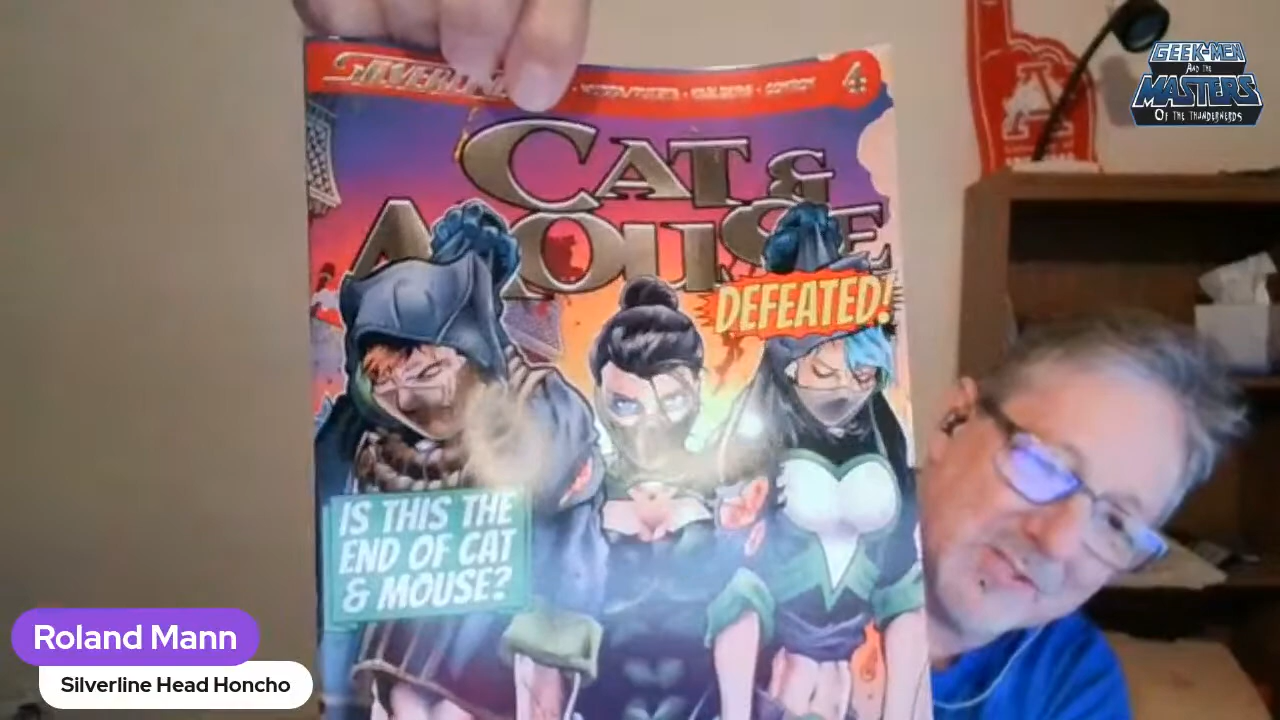 SILVERLINE
4
CAT &
MOUSE
DEFEATED!
IS THIS THE
END OF CAT
& MOUSE?
GEEK-MEN
AND THE
MASTERS
OF THE THUNDERNERDS
A
Roland Mann
Silverline Head Honcho